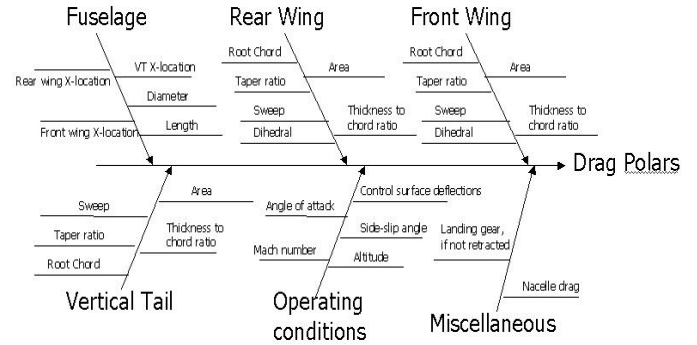 Fuselage
Rear Wing
Front Wing
Rear wing X-location
VT X-location
Diameter
Front wing X-location
Length
Root Chord
Area
Taper ratio
Sweep
Thickness to
chord ratio
Dihedral
Root Chord
Area
Taper ratio
Sweep
Thickness to
chord ratio
Dihedral
Drag Polars
Sweep
Area
Taper ratio
Thickness to
chord ratio
Root Chord
Vertical Tail
Control surface deflections
Angle of attack
Side-slip angle
Mach number
Altitude
Operating
conditions
Landing gear,
if not retracted
Nacelle drag
Miscellaneous